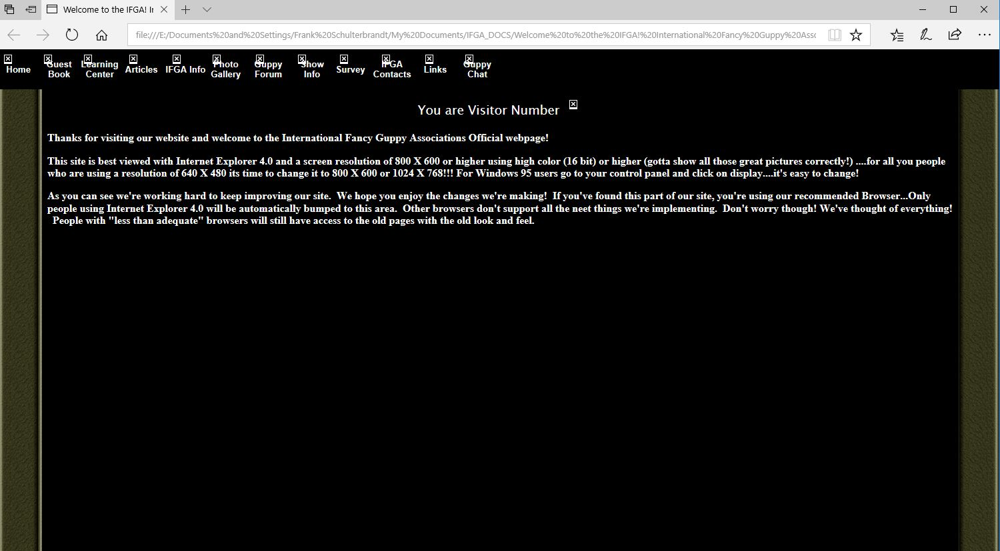 Welcome to the IFGA! I
file:///E:/Documents%20and%20Settings/Frank%20Schulterbrandt/My%20Documents/IFGA_DOCS/Welcome%20to%20the%20IFGA!%20International%20Fancy%20Guppy%20Asso
Home
Guest
Book
Learning
Center
Articles
IFGA Info
Photo
Gallery
Guppy
Forum
Show
Info
Survey
IFGA
Contacts
Links
Guppy
Chat
You are Visitor Number
Thanks for visiting our website and welcome to the International Fancy Guppy Associations Official webpage!
This site is best viewed with Internet Explorer 4.0 and a screen resolution of 800 X 600 or higher using high color (16 bit) or higher (gotta show all those great pictures correctly!) ....for all you people
who are using a resolution of 640 X 480 its time to change it to 800 X 600 or 1024 X 768!!! For Windows 95 users go to your control panel and click on display....it's easy to change!
As you can see we're working hard to keep improving our site.  We hope you enjoy the changes we're making!  If you've found this part of our site, you're using our recommended Browser...Only
people using Internet Explorer 4.0 will be automatically bumped to this area.  Other browsers don't support all the neet things we're implementing.  Don't worry though! We've thought of everything!
People with "less than adequate" browsers will still have access to the old pages with the old look and feel.